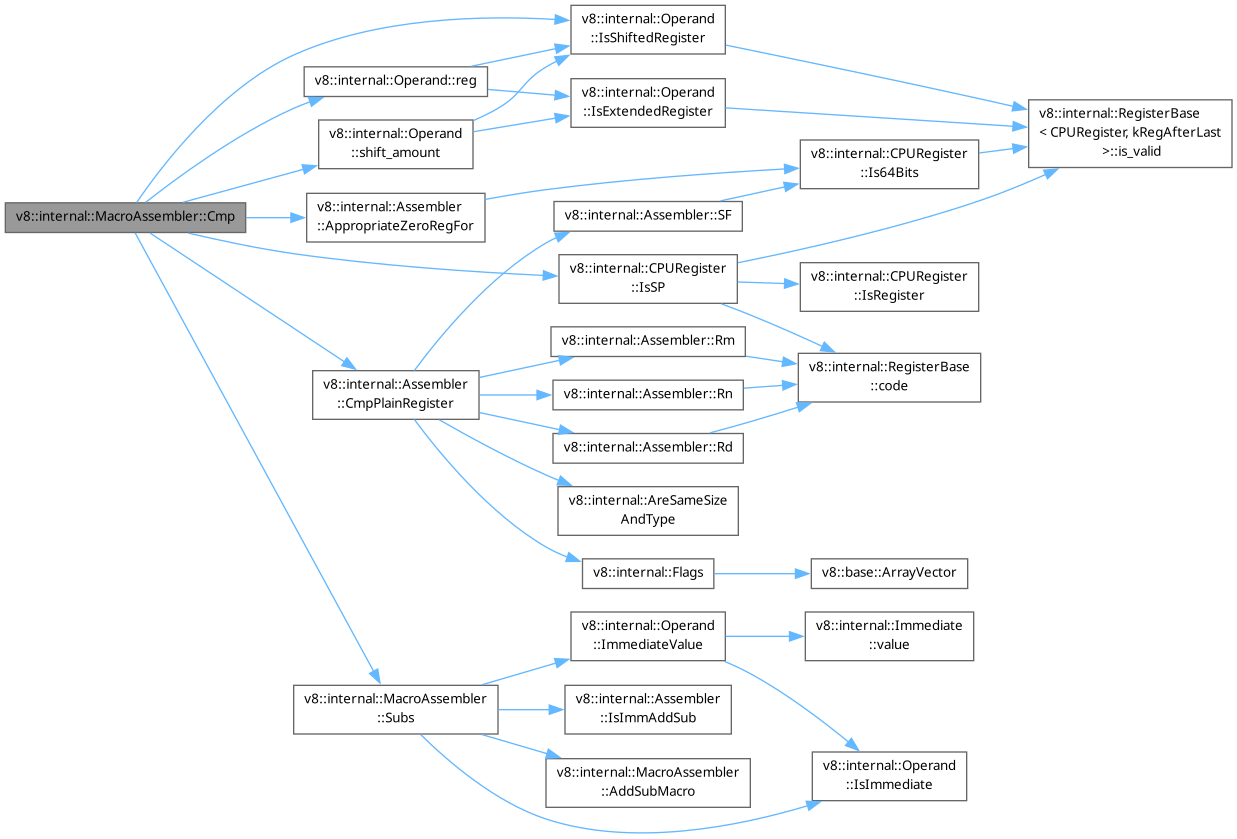 v8::internal::MacroAssembler::Cmp
v8::internal::Operand
::IsShiftedRegister
v8::internal::Operand::reg
v8::internal::Operand
::IsExtendedRegister
v8::internal::RegisterBase
< CPURegister, kRegAfterLast
>::is_valid
v8::internal::Operand
::shift_amount
v8::internal::CPURegister
::Is64Bits
v8::internal::Assembler
::AppropriateZeroRegFor
v8::internal::Assembler::SF
v8::internal::CPURegister
::IsSP
v8::internal::CPURegister
::IsRegister
v8::internal::Assembler::Rm
v8::internal::RegisterBase
::code
v8::internal::Assembler
::CmpPlainRegister
v8::internal::Assembler::Rn
v8::internal::Assembler::Rd
v8::internal::AreSameSize
AndType
v8::internal::Flags
v8::base::ArrayVector
v8::internal::Operand
::ImmediateValue
v8::internal::Immediate
::value
v8::internal::MacroAssembler
::Subs
v8::internal::Assembler
::IsImmAddSub
v8::internal::MacroAssembler
::AddSubMacro
v8::internal::Operand
::IsImmediate